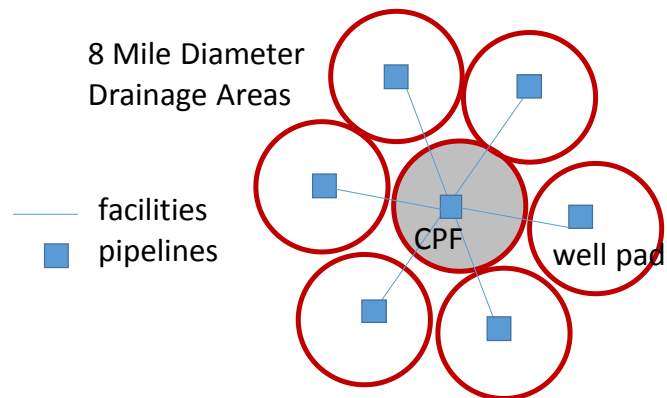 8 Mile Diameter
Drainage Areas
facilities
pipelines
CPF
well pad